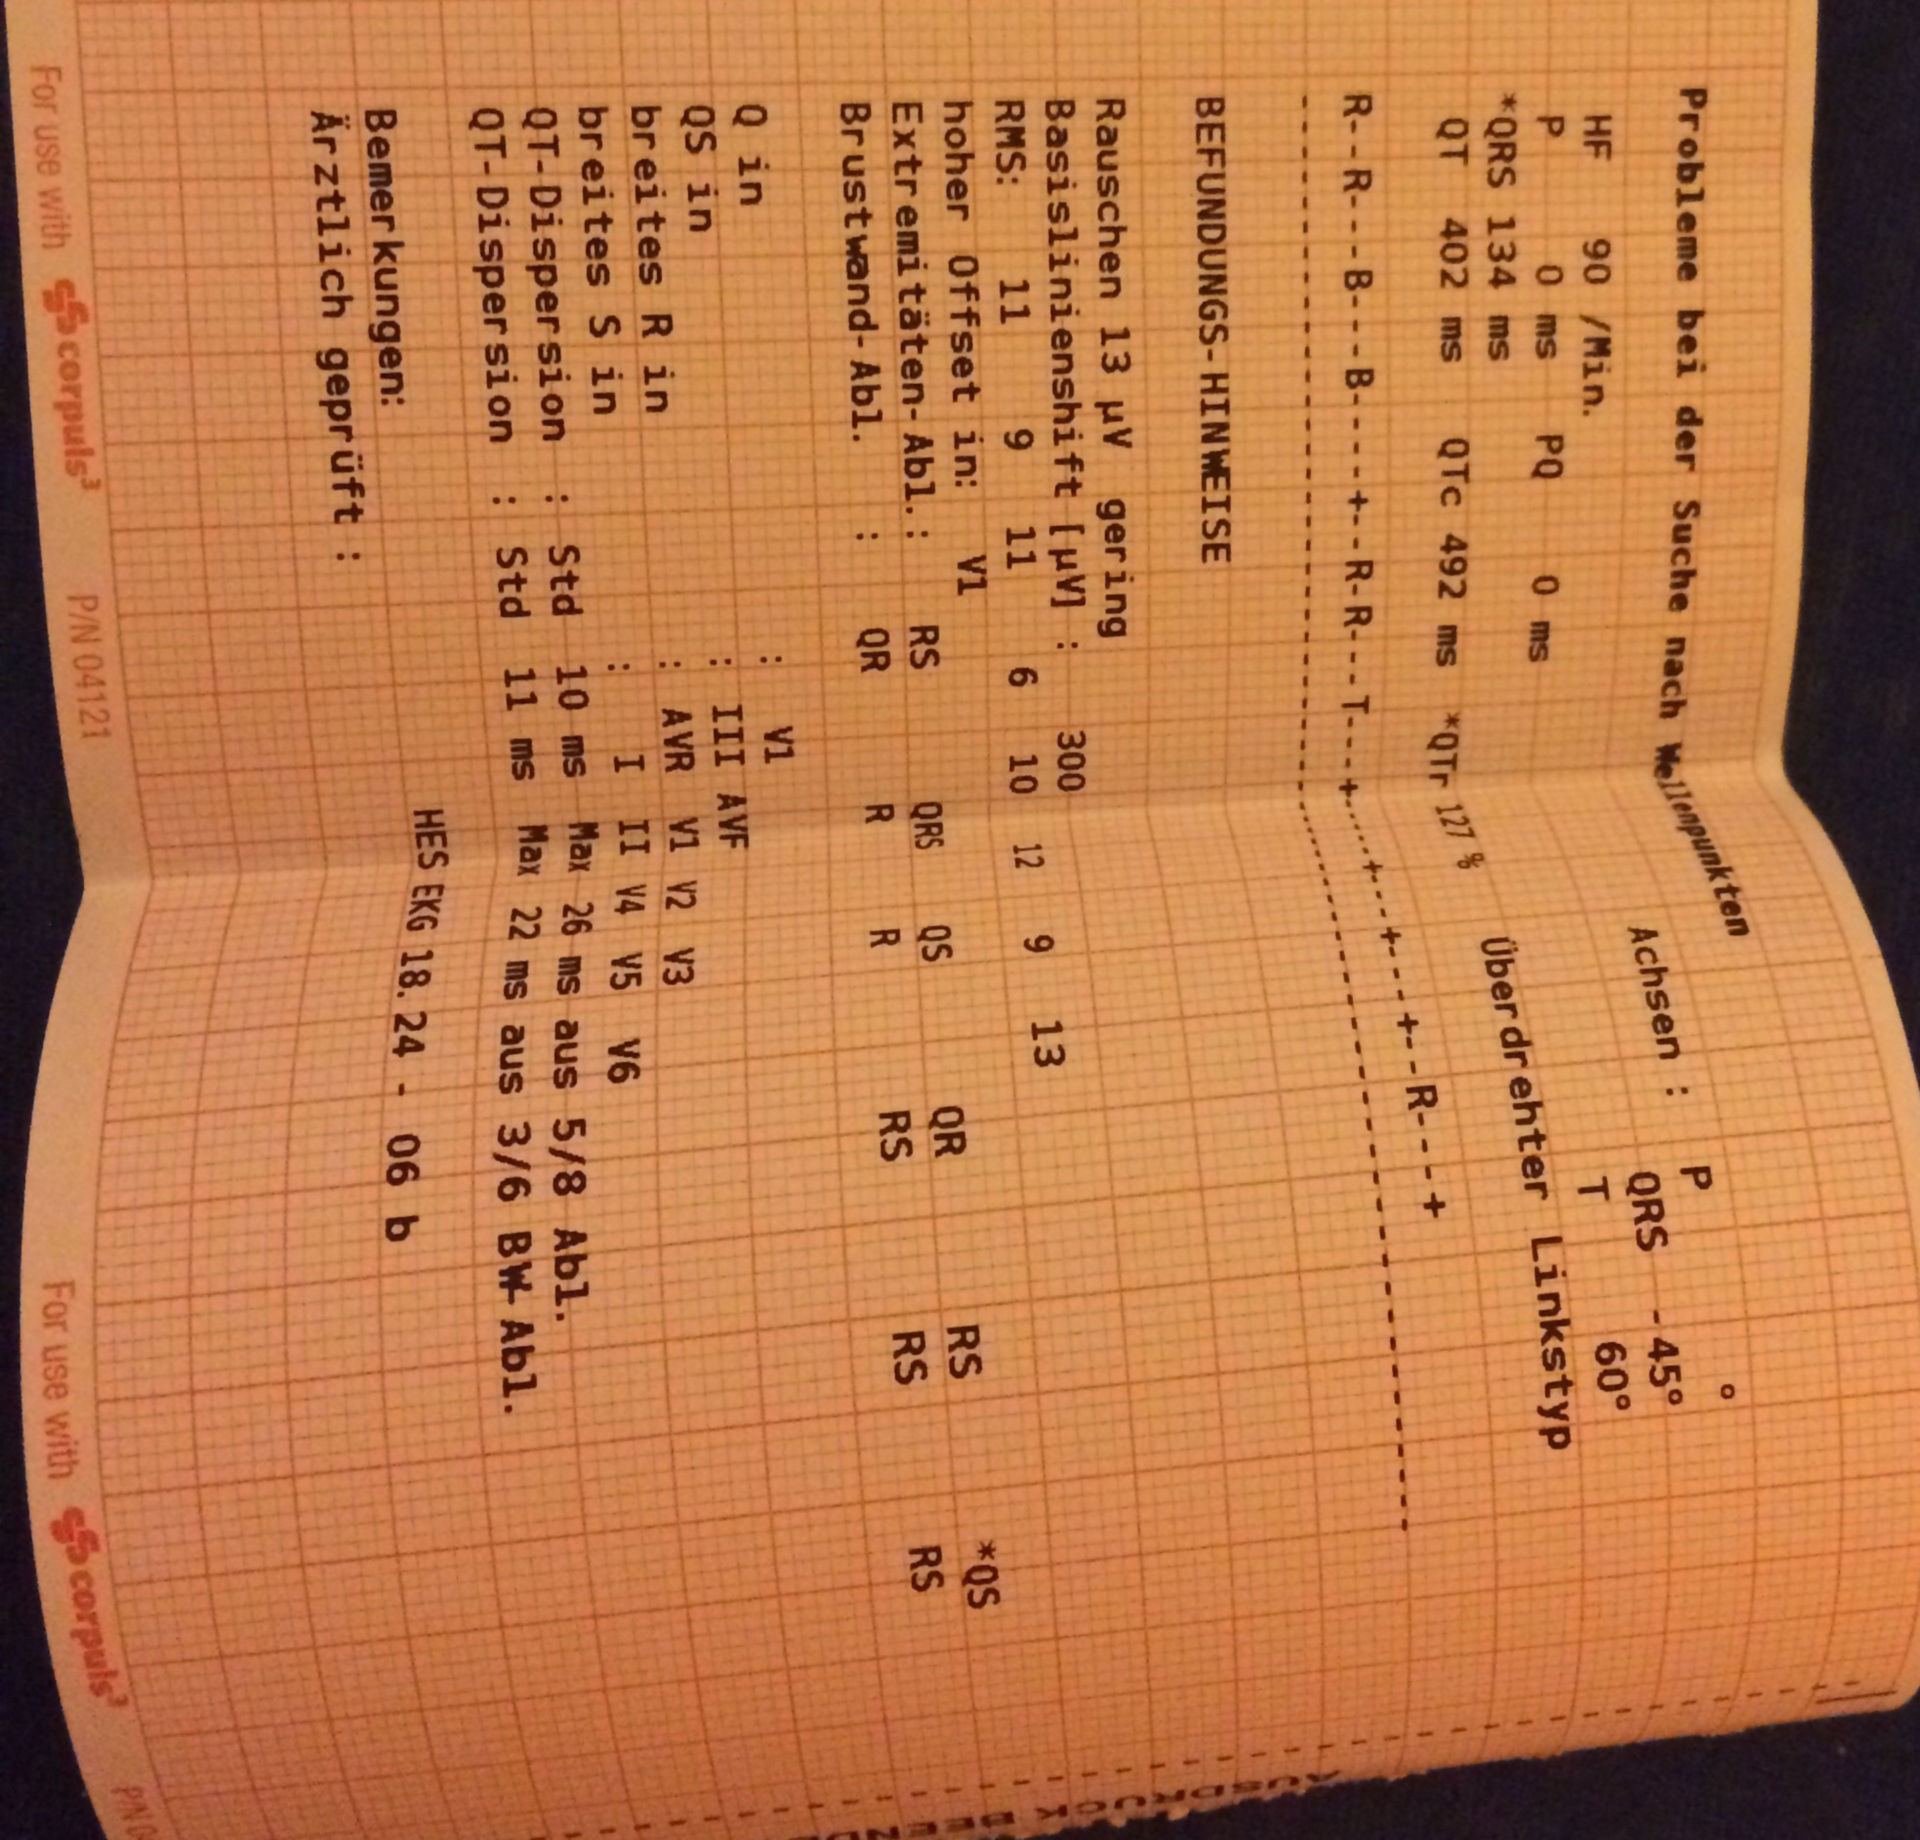 Probleme bei der Suche nach Wellenpunkten
HF 90 /Min. Achsen : P °
P 0 ms PQ 0 ms QRS -45°
*QRS 134 ms T 60°
QT 402 ms QTc 492 ms *QTr 127 % Überdrehter Linkstyp
R--R---B---B----+--R-R---T---+----+---+----+---R----+
--------------------------------------------------
BEFUNDUNGS-HINWEISE
Rauschen 13 µV gering
Basislinienshift [µV] : 300
RMS: 11 9 11 6 10 12 9 13
hoher Offset in: V1
Extremitäten-Abl.: RS QRS QS QR RS *QS
Brustwand-Abl. : QR R R RS RS RS
Q in : V1
QS in : III AVF
breites R in : AVR V1 V2 V3
breites S in : I II V4 V5 V6
QT-Dispersion : Std 10 ms Max 26 ms aus 5/8 Abl.
QT-Dispersion : Std 11 ms Max 22 ms aus 3/6 BW-Abl.
HES EKG 18.24 - 06 b
Bemerkungen:
Ärztlich geprüft :
For use with corpuls3 P/N 04121 For use with corpuls3 P/N
AUSDRUCK